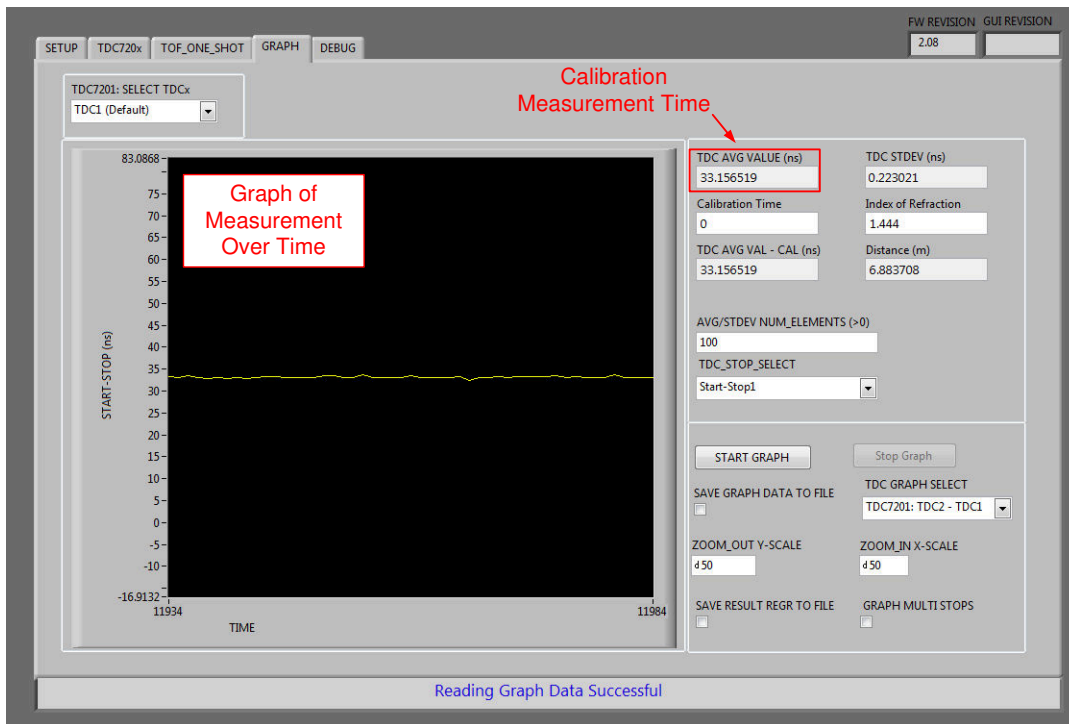 FW REVISION GUI REVISION
2.08
SETUP TDC720x TOF_ONE_SHOT GRAPH DEBUG
TDC7201: SELECT TDCx
TDC1 (Default)
Calibration
Measurement Time
83.0868
75
70
65
60
55
50
45
40
35
30
25
20
15
10
5
0
-5
-10
-16.9132
START-STOP (ns)
11934 11984
TIME
Graph of
Measurement
Over Time
TDC AVG VALUE (ns) TDC STDEV (ns)
33.156519 0.223021
Calibration Time Index of Refraction
0 1.444
TDC AVG VAL - CAL (ns) Distance (m)
33.156519 6.883708
AVG/STDEV NUM_ELEMENTS (>0)
100
TDC_STOP_SELECT
Start-Stop1
START GRAPH Stop Graph
SAVE GRAPH DATA TO FILE TDC GRAPH SELECT
TDC7201: TDC2 - TDC1
ZOOM_OUT Y-SCALE ZOOM_IN X-SCALE
d 50 d 50
SAVE RESULT REGR TO FILE GRAPH MULTI STOPS
Reading Graph Data Successful